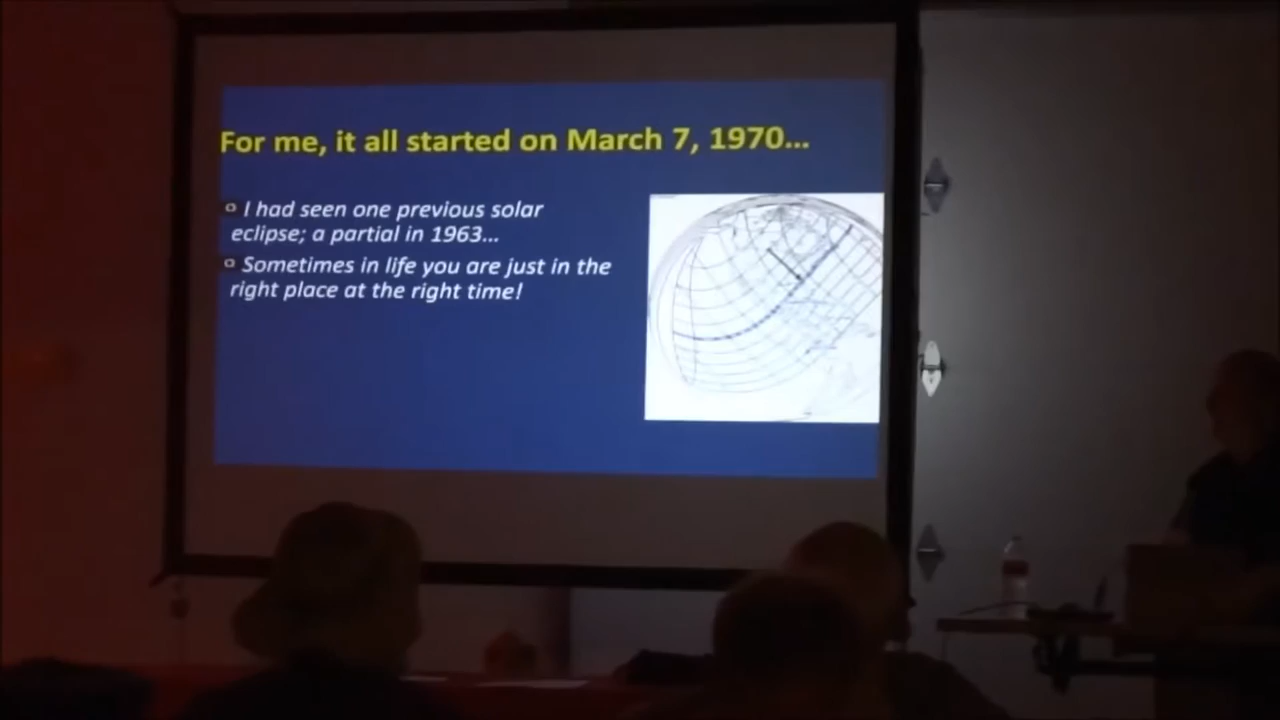 For me, it all started on March 7, 1970...
I had seen one previous solar
eclipse; a partial in 1963...
Sometimes in life you are just in the
right place at the right time!